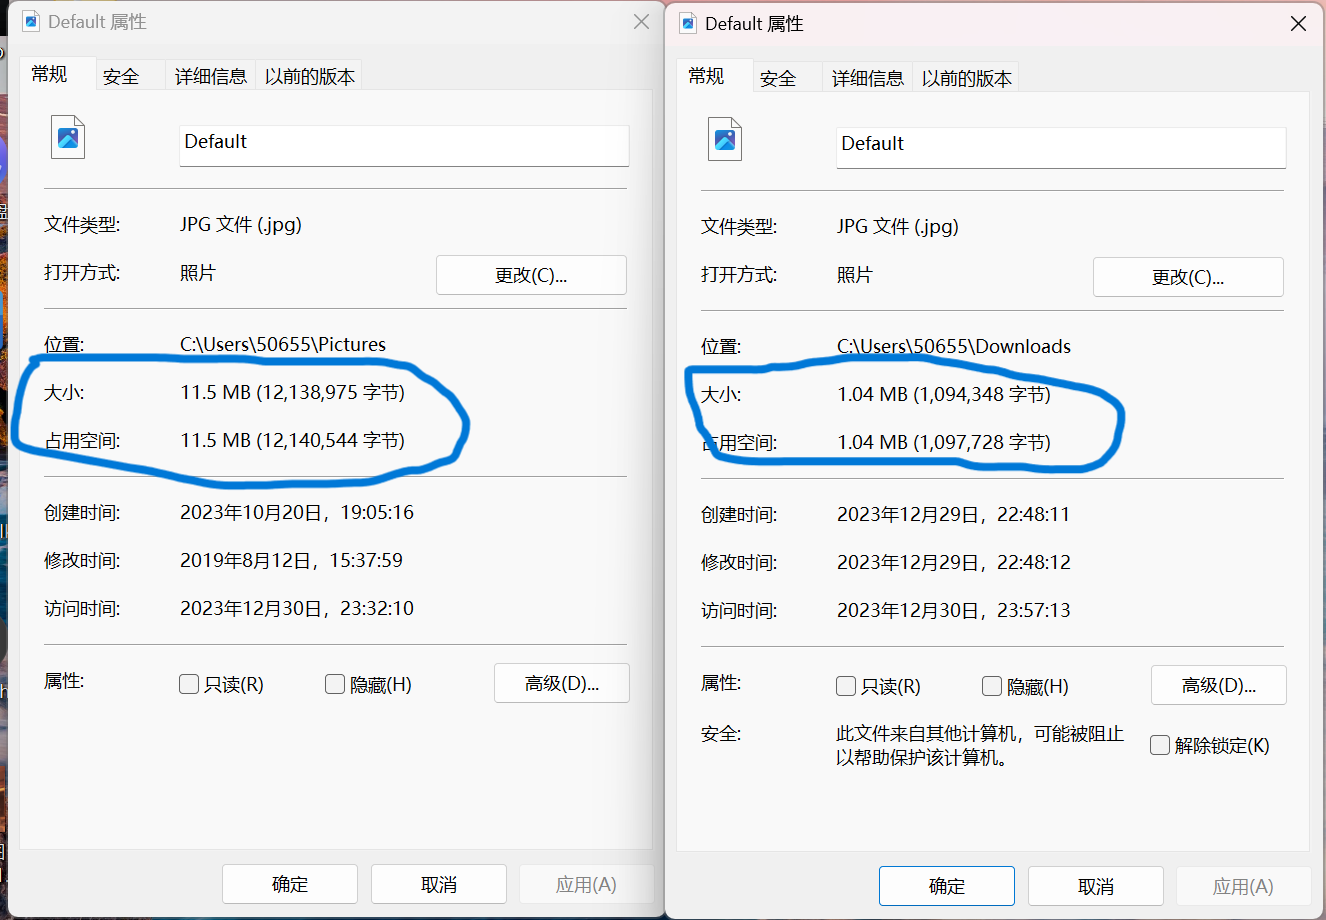 Default 属性
常规
安全
详细信息
以前的版本
Default
文件类型:
JPG 文件 (.jpg)
打开方式:
照片
更改(C)...
位置:
C:\Users\50655\Pictures
大小:
11.5 MB (12,138,975 字节)
占用空间:
11.5 MB (12,140,544 字节)
创建时间:
2023年10月20日，19:05:16
修改时间:
2019年8月12日，15:37:59
访问时间:
2023年12月30日，23:32:10
属性:
只读(R)
隐藏(H)
高级(D)...
确定
取消
应用(A)
Default 属性
常规
安全
详细信息
以前的版本
Default
文件类型:
JPG 文件 (.jpg)
打开方式:
照片
更改(C)...
位置:
C:\Users\50655\Downloads
大小:
1.04 MB (1,094,348 字节)
占用空间:
1.04 MB (1,097,728 字节)
创建时间:
2023年12月29日，22:48:11
修改时间:
2023年12月29日，22:48:12
访问时间:
2023年12月30日，23:57:13
属性:
只读(R)
隐藏(H)
高级(D)...
安全:
此文件来自其他计算机，可能被阻止
以帮助保护该计算机。
解除锁定(K)
确定
取消
应用(A)